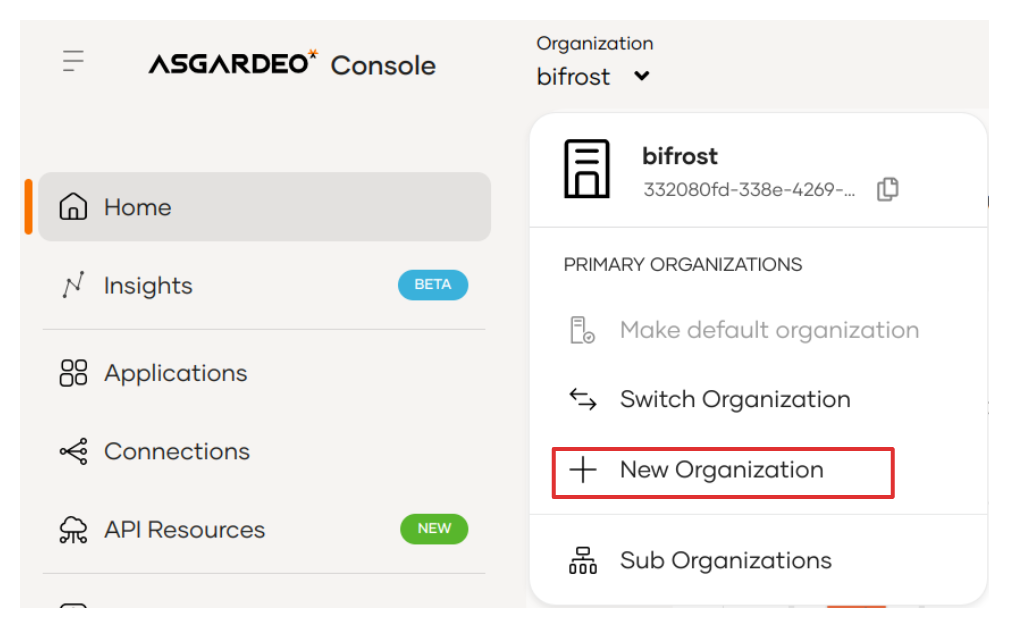 ASGARDEO Console
Organization
bifrost
bifrost
332080fd-338e-4269-...
Home
Insights
BETA
Applications
Connections
API Resources
NEW
PRIMARY ORGANIZATIONS
Make default organization
Switch Organization
New Organization
Sub Organizations